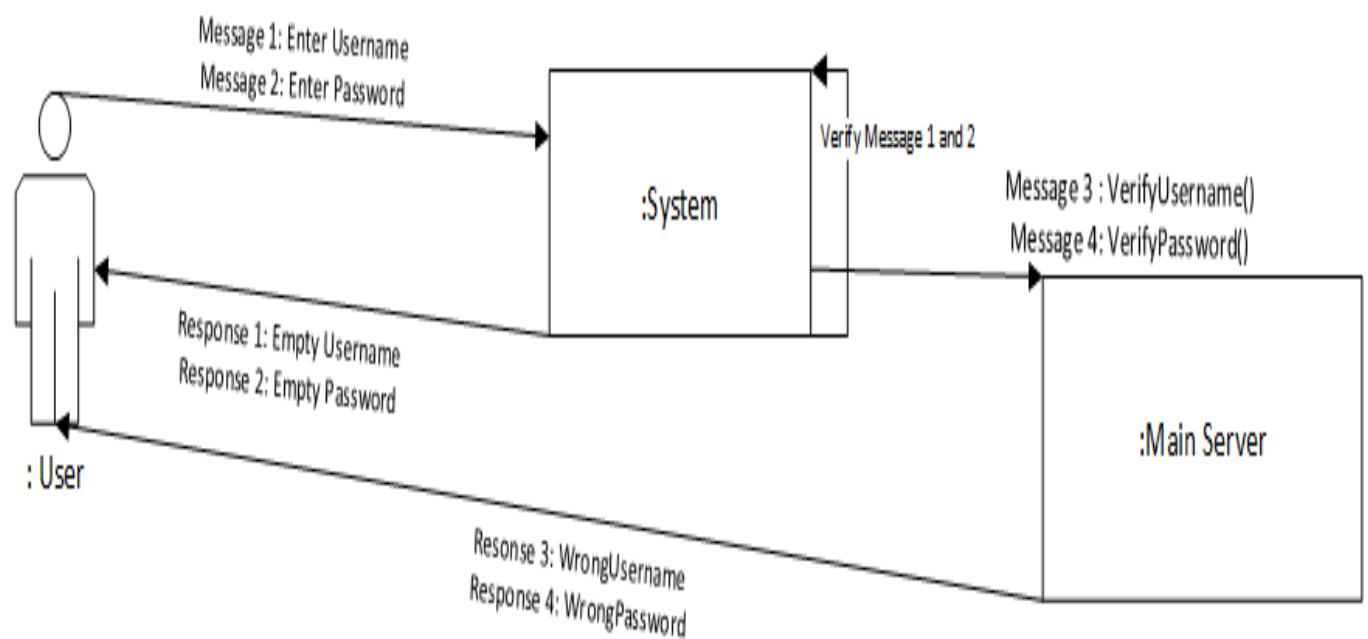 Message 1: Enter Username
Message 2: Enter Password
Verify Message 1 and 2
:System
Message 3 : VerifyUsername()
Message 4: VerifyPassword()
Response 1: Empty Username
Response 2: Empty Password
:Main Server
: User
Resonse 3: WrongUsername
Response 4: WrongPassword